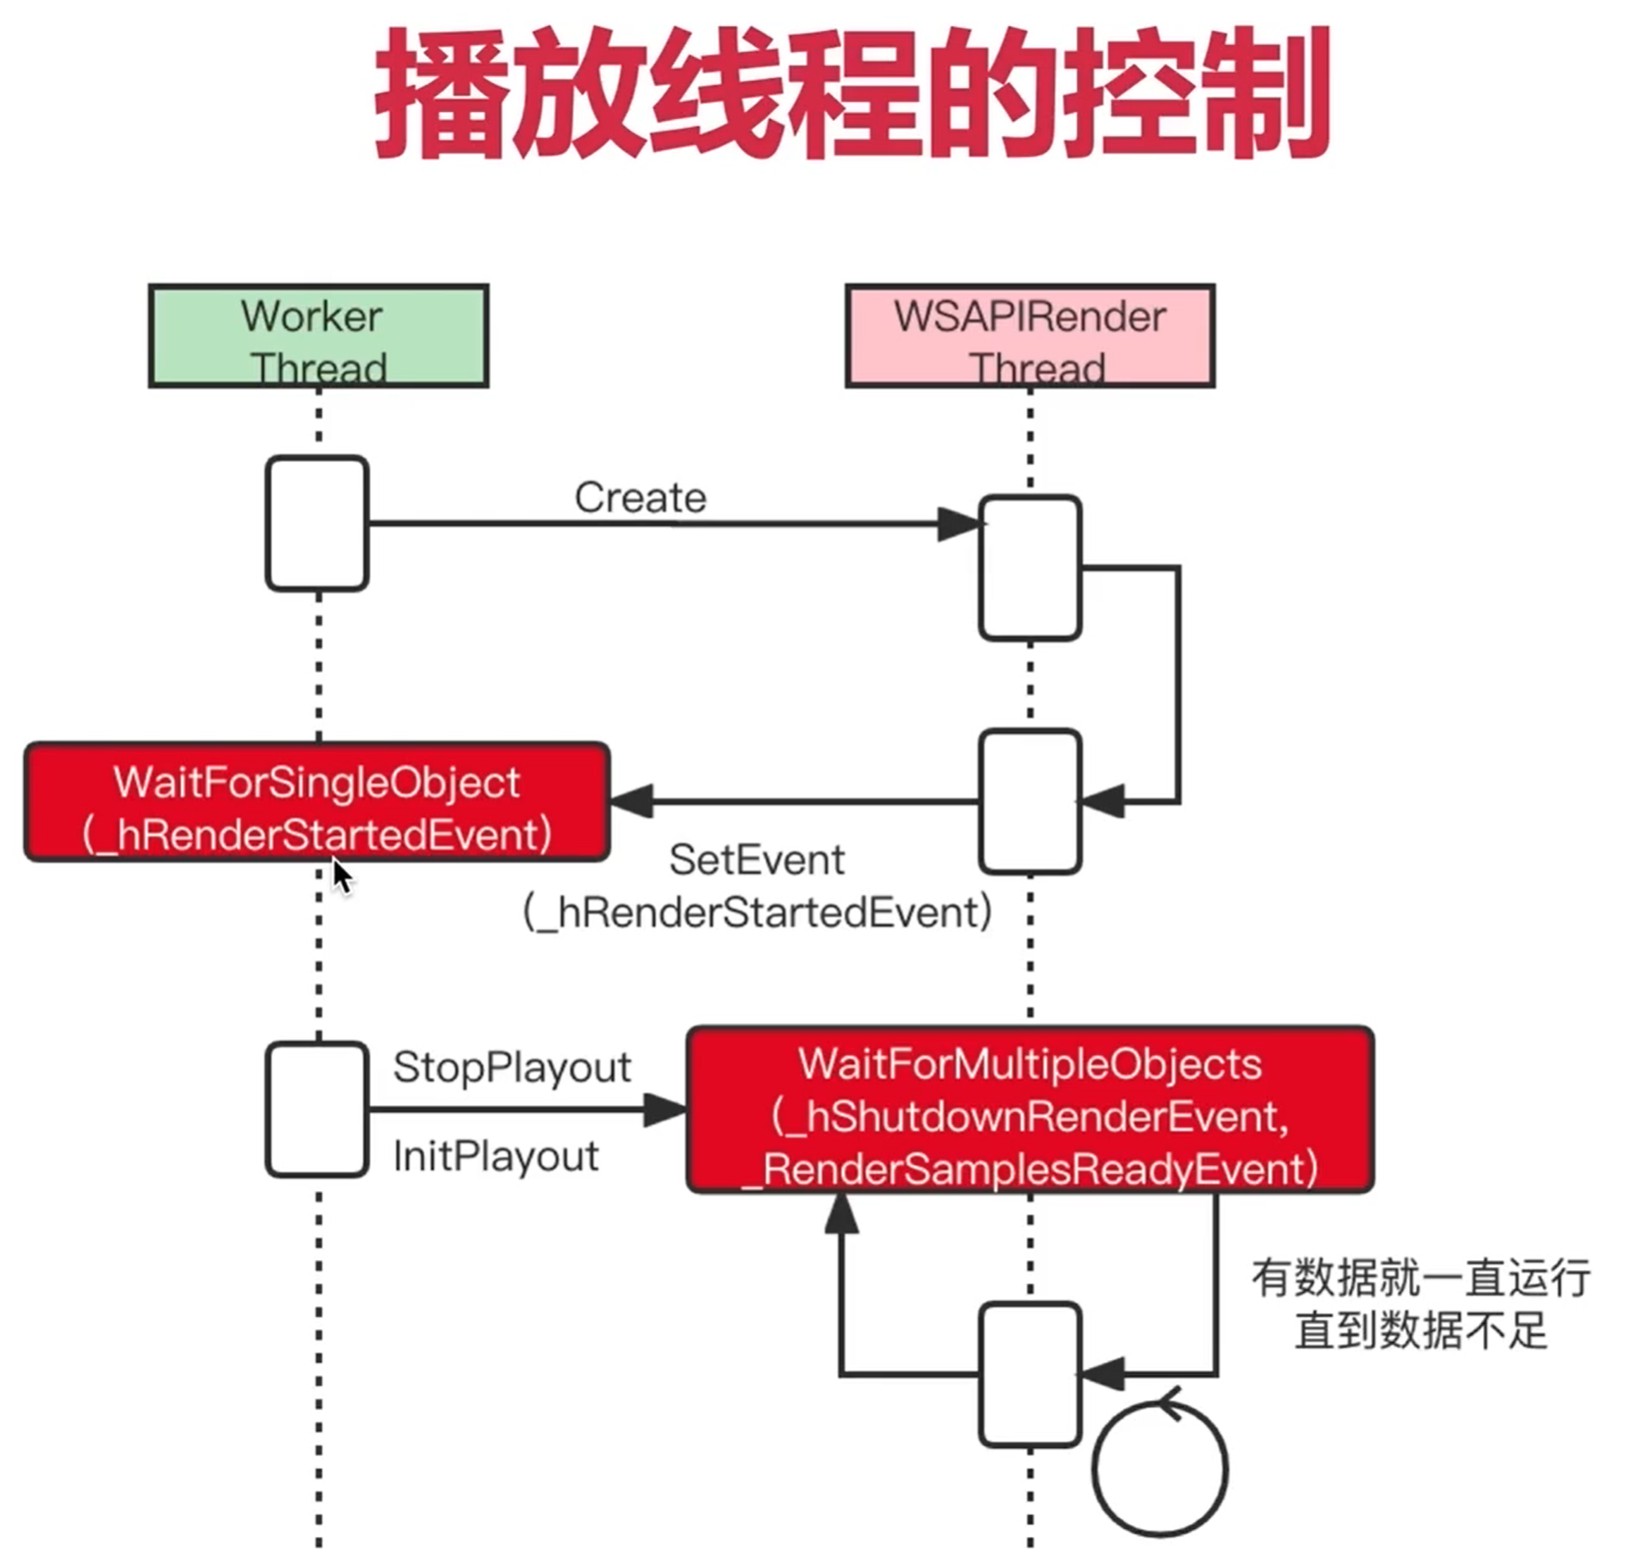 播放线程的控制
Worker
Thread
WSAPIRender
Thread
Create
WaitForSingleObject
(_hRenderStartedEvent)
SetEvent
(_hRenderStartedEvent)
StopPlayout
InitPlayout
WaitForMultipleObjects
(_hShutdownRenderEvent,
_RenderSamplesReadyEvent)
有数据就一直运行
直到数据不足